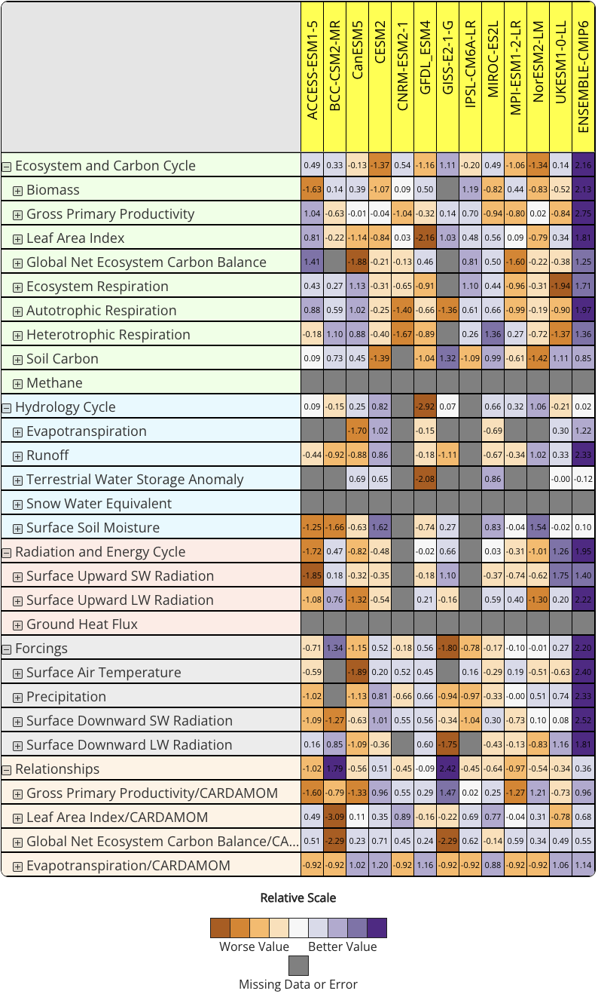 ACCESS-ESM1-5 BCC-CSM2-MR CanESM5 CESM2 CNRM-ESM2-1 GFDL_ESM4 GISS-E2-1-G IPSL-CM6A-LR MIROC-ES2L MPI-ESM1-2-LR NorESM2-LM UKESM1-0-LL ENSEMBLE-CMIP6
Ecosystem and Carbon Cycle 0.49 0.33 -0.13 -1.37 0.54 -1.16 1.11 -0.20 0.49 -1.06 -1.34 0.14 2.16
Biomass -1.63 0.14 0.39 -1.07 0.09 0.50 1.19 -0.82 0.44 -0.83 -0.52 2.13
Gross Primary Productivity 1.04 -0.63 -0.01 -0.04 -1.04 -0.32 0.14 0.70 -0.94 -0.80 0.02 -0.84 2.75
Leaf Area Index 0.81 -0.22 -1.14 -0.84 0.03 -2.16 1.03 0.48 0.56 0.09 -0.79 0.34 1.81
Global Net Ecosystem Carbon Balance 1.41 -1.88 -0.21 -0.13 0.46 0.81 0.50 -1.60 -0.22 -0.38 1.25
Ecosystem Respiration 0.43 0.27 1.13 -0.31 -0.65 -0.91 1.10 0.44 -0.96 -0.31 -1.94 1.71
Autotrophic Respiration 0.88 0.59 1.02 -0.25 -1.40 -0.66 -1.36 0.61 0.66 -0.99 -0.19 -0.90 1.97
Heterotrophic Respiration -0.18 1.10 0.88 -0.40 -1.67 -0.89 0.26 1.36 0.27 -0.72 -1.37 1.36
Soil Carbon 0.09 0.73 0.45 -1.39 -1.04 1.32 -1.09 0.99 -0.61 -1.42 1.11 0.85
Methane
Hydrology Cycle 0.09 -0.15 0.25 0.82 -2.92 0.07 0.66 0.32 1.06 -0.21 0.02
Evapotranspiration -1.70 1.02 -0.15 -0.69 0.30 1.22
Runoff -0.44 -0.92 -0.88 0.86 -0.18 -1.11 -0.67 -0.34 1.02 0.33 2.33
Terrestrial Water Storage Anomaly 0.69 0.65 -2.08 0.86 -0.00 -0.12
Snow Water Equivalent
Surface Soil Moisture -1.25 -1.66 -0.63 1.62 -0.74 0.27 0.83 -0.04 1.54 -0.02 0.10
Radiation and Energy Cycle -1.72 0.47 -0.82 -0.48 -0.02 0.66 0.03 -0.31 -1.01 1.26 1.95
Surface Upward SW Radiation -1.85 0.18 -0.32 -0.35 -0.18 1.10 -0.37 -0.74 -0.62 1.75 1.40
Surface Upward LW Radiation -1.08 0.76 -1.32 -0.54 0.21 -0.16 0.59 0.40 -1.30 0.20 2.22
Ground Heat Flux
Forcings -0.71 1.34 -1.15 0.52 -0.18 0.56 -1.80 -0.78 -0.17 -0.10 -0.01 0.27 2.20
Surface Air Temperature -0.59 -1.89 0.20 0.52 0.45 0.16 -0.29 0.19 -0.51 -0.63 2.40
Precipitation -1.02 -1.13 0.81 -0.66 0.66 -0.94 -0.97 -0.33 -0.00 0.51 0.74 2.33
Surface Downward SW Radiation -1.09 -1.27 -0.63 1.01 0.55 0.56 -0.34 -1.04 0.30 -0.73 0.10 0.08 2.52
Surface Downward LW Radiation 0.16 0.85 -1.09 -0.36 0.60 -1.75 -0.43 -0.13 -0.83 1.16 1.81
Relationships -1.02 1.79 -0.56 0.51 -0.45 -0.09 2.42 -0.45 -0.64 -0.97 -0.54 -0.34 0.36
Gross Primary Productivity/CARDAMOM -1.60 -0.79 -1.33 0.96 0.55 0.29 1.47 0.02 0.25 -1.27 1.21 -0.73 0.96
Leaf Area Index/CARDAMOM 0.49 -3.09 0.11 0.35 0.89 -0.16 -0.22 0.69 0.77 -0.04 0.31 -0.78 0.68
Global Net Ecosystem Carbon Balance/CA... 0.51 -2.29 0.23 0.71 0.45 0.24 -2.29 0.62 -0.14 0.59 0.34 0.49 0.55
Evapotranspiration/CARDAMOM -0.92 -0.92 1.02 1.20 -0.92 1.16 -0.92 -0.92 0.88 -0.92 -0.92 1.06 1.14
Relative Scale
Worse Value Better Value
Missing Data or Error